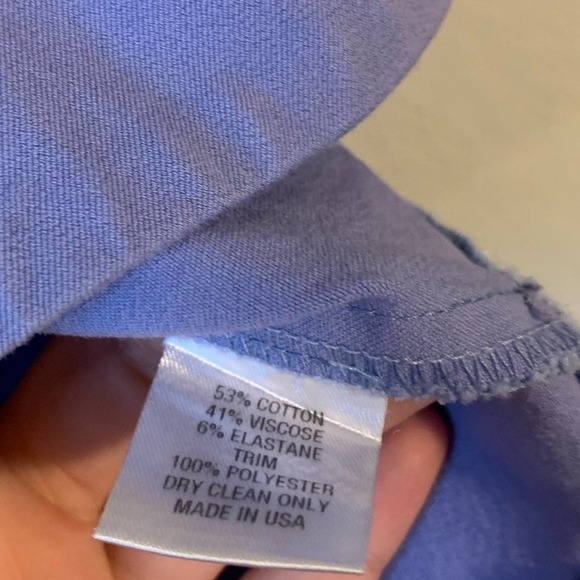 53% COTTON
41% VISCOSE
6% ELASTANE
TRIM
100% POLYESTER
DRY CLEAN ONLY
MADE IN USA